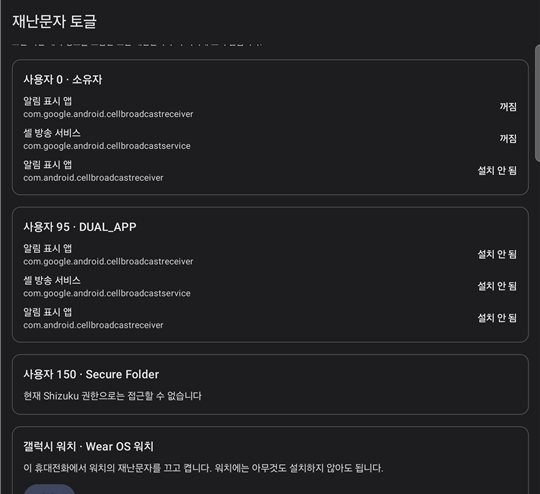 재난문자 토글
사용자 0 · 소유자
알림 표시 앱
com.google.android.cellbroadcastreceiver
꺼짐
셀 방송 서비스
com.google.android.cellbroadcastservice
꺼짐
알림 표시 앱
com.android.cellbroadcastreceiver
설치 안 됨
사용자 95 · DUAL_APP
알림 표시 앱
com.google.android.cellbroadcastreceiver
설치 안 됨
셀 방송 서비스
com.google.android.cellbroadcastservice
설치 안 됨
알림 표시 앱
com.android.cellbroadcastreceiver
설치 안 됨
사용자 150 · Secure Folder
현재 Shizuku 권한으로는 접근할 수 없습니다
갤럭시 워치 · Wear OS 워치
이 휴대전화에서 워치의 재난문자를 끄고 켭니다. 워치에는 아무것도 설치하지 않아도 됩니다.